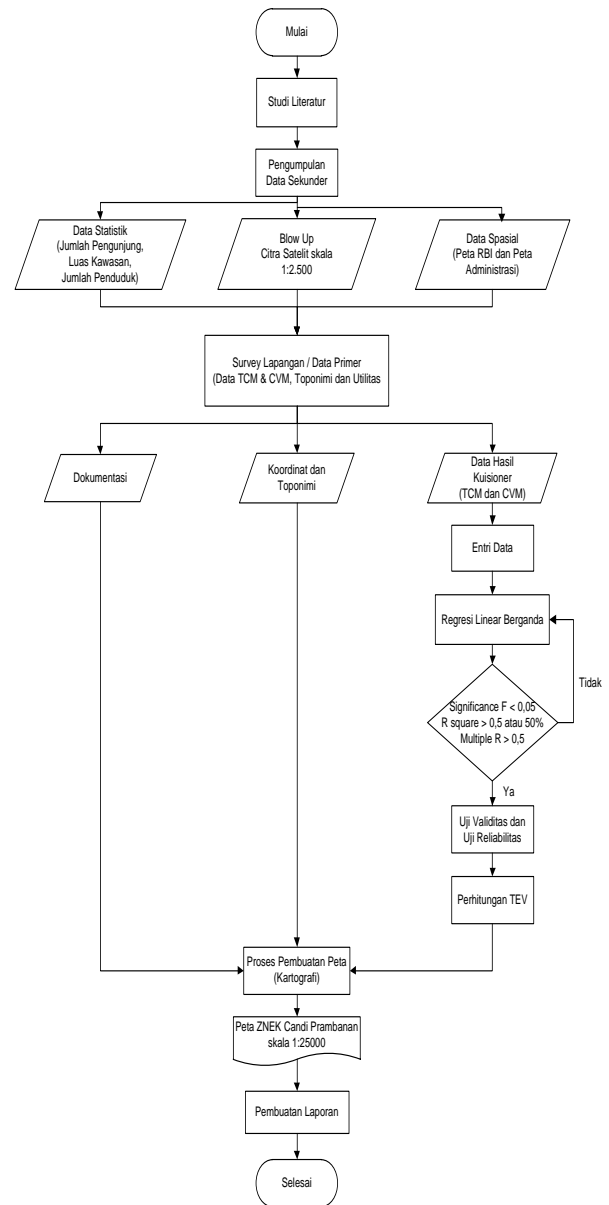 Mulai
Studi Literatur
Pengumpulan
Data Sekunder
Data Statistik
(Jumlah Pengunjung,
Luas Kawasan,
Jumlah Penduduk)
Blow Up
Citra Satelit skala
1:2.500
Data Spasial
(Peta RBI dan Peta
Administrasi)
Survey Lapangan / Data Primer
(Data TCM & CVM, Toponimi dan Utilitas
Dokumentasi
Koordinat dan
Toponimi
Data Hasil
Kuisioner
(TCM dan CVM)
Entri Data
Regresi Linear Berganda
Tidak
Significance F < 0,05
R square > 0,5 atau 50%
Multiple R > 0,5
Ya
Uji Validitas dan
Uji Reliabilitas
Perhitungan TEV
Proses Pembuatan Peta
(Kartografi)
Peta ZNEK Candi Prambanan
skala 1:25000
Pembuatan Laporan
Selesai